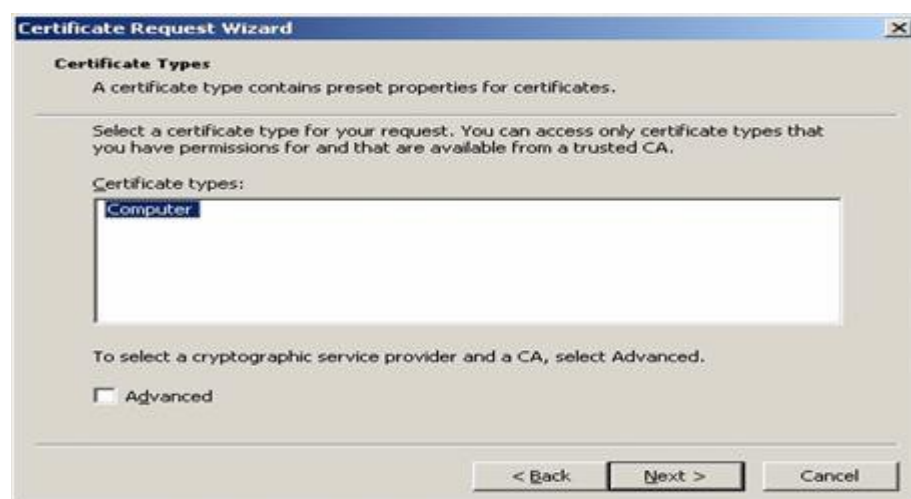 Certificate Request Wizard
Certificate Types
A certificate type contains preset properties for certificates.
Select a certificate type for your request. You can access only certificate types that
you have permissions for and that are available from a trusted CA.
Certificate types:
Computer
To select a cryptographic service provider and a CA, select Advanced.
Advanced
< Back Next > Cancel